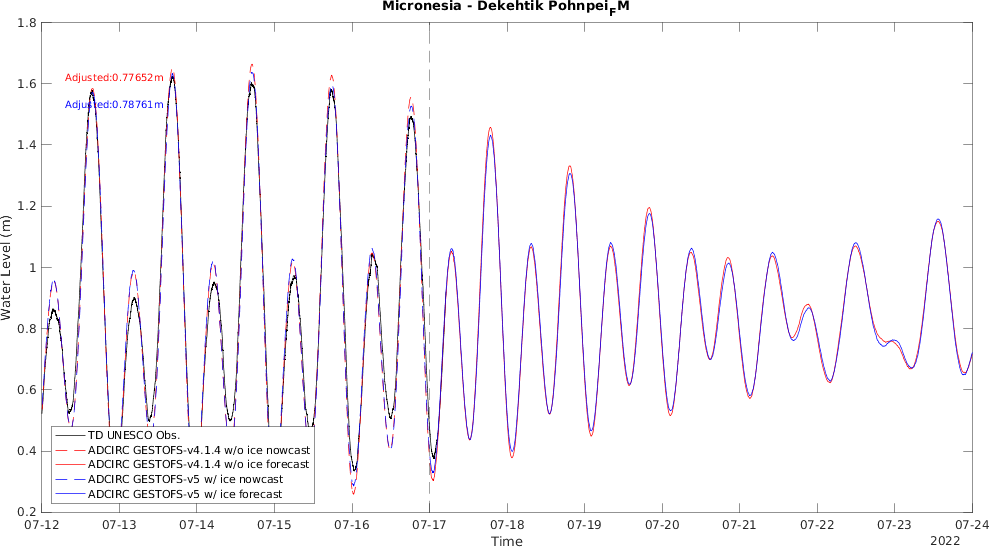 Micronesia - Dekehtik Pohnpei_FM
1.8
1.6
1.4
1.2
1
0.8
0.6
0.4
0.2
Water Level (m)
Adjusted:0.77652m
Adjusted:0.78761m
TD UNESCO Obs.
ADCIRC GESTOFS-v4.1.4 w/o ice nowcast
ADCIRC GESTOFS-v4.1.4 w/o ice forecast
ADCIRC GESTOFS-v5 w/ ice nowcast
ADCIRC GESTOFS-v5 w/ ice forecast
07-12 07-13 07-14 07-15 07-16 07-17 07-18 07-19 07-20 07-21 07-22 07-23 07-24
Time
2022